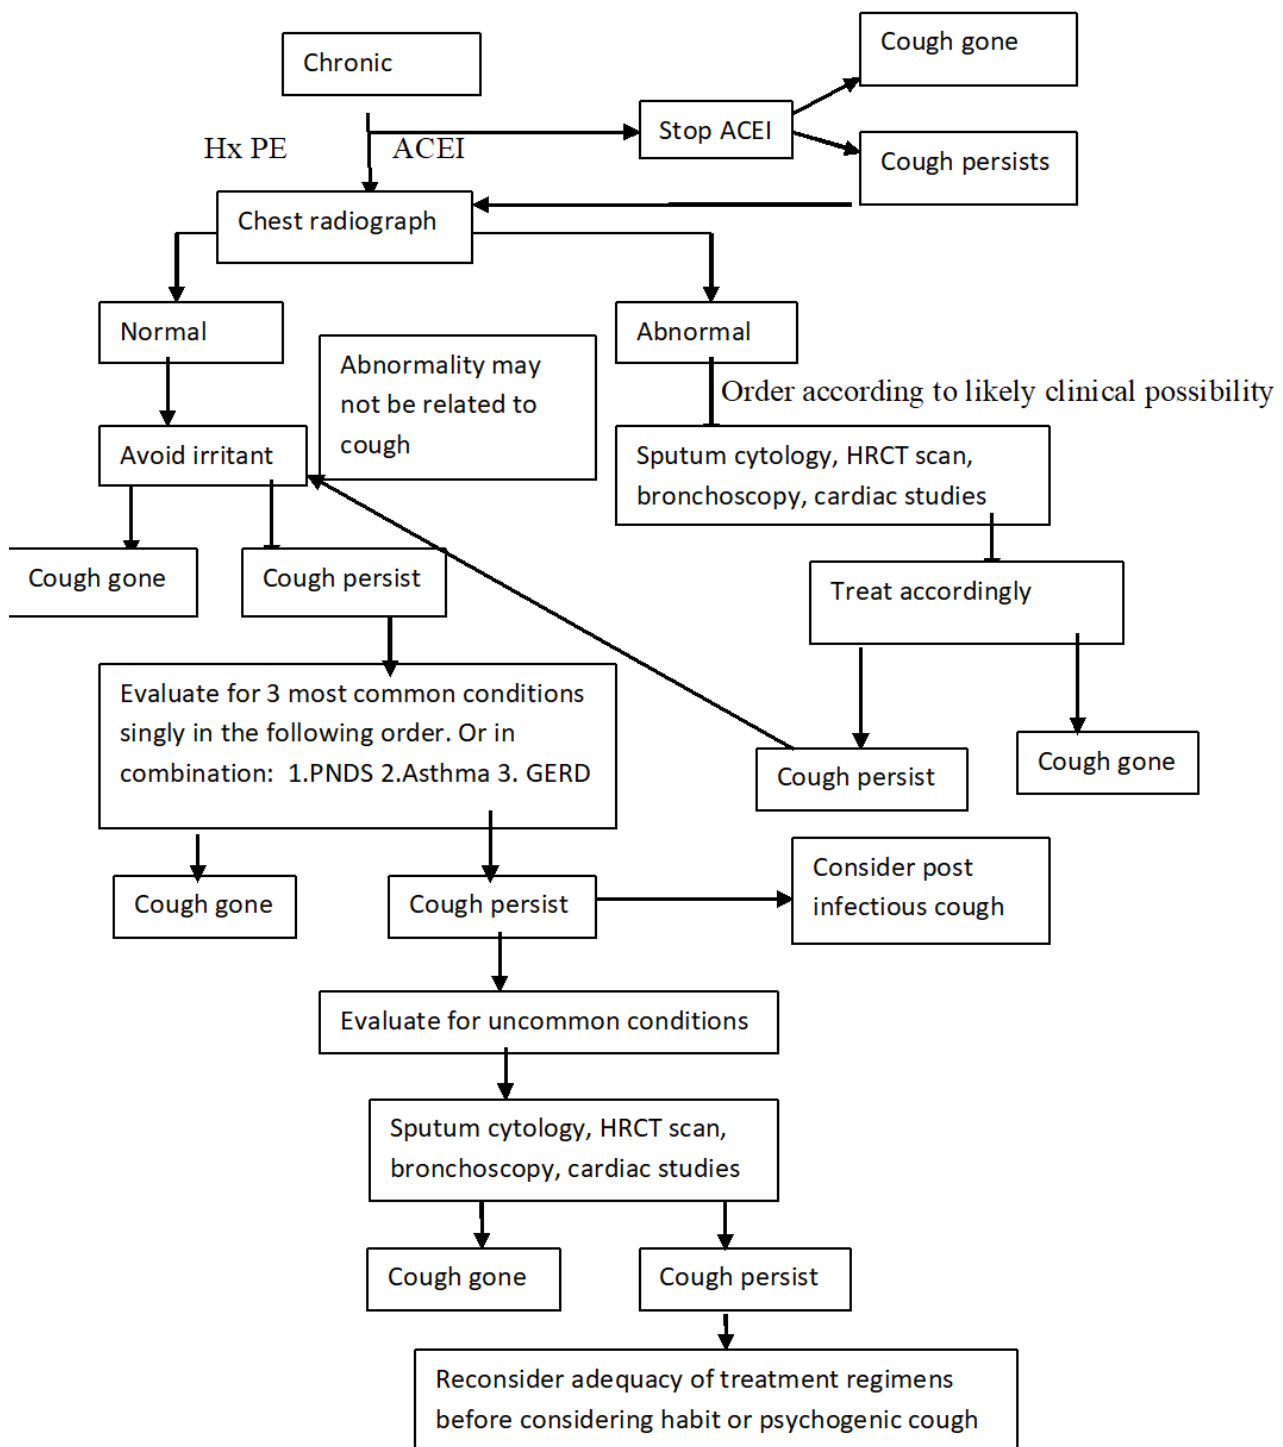 Cough gone
Chronic
Stop ACEI
Hx PE
ACEI
Cough persists
Chest radiograph
Normal
Abnormal
Abnormality may
not be related to
cough
Order according to likely clinical possibility
Avoid irritant
Sputum cytology, HRCT scan,
bronchoscopy, cardiac studies
Cough gone
Cough persist
Treat accordingly
Evaluate for 3 most common conditions
singly in the following order. Or in
combination:  1.PNDS 2.Asthma 3. GERD
Cough persist
Cough gone
Cough gone
Cough persist
Consider post
infectious cough
Evaluate for uncommon conditions
Sputum cytology, HRCT scan,
bronchoscopy, cardiac studies
Cough gone
Cough persist
Reconsider adequacy of treatment regimens
before considering habit or psychogenic cough